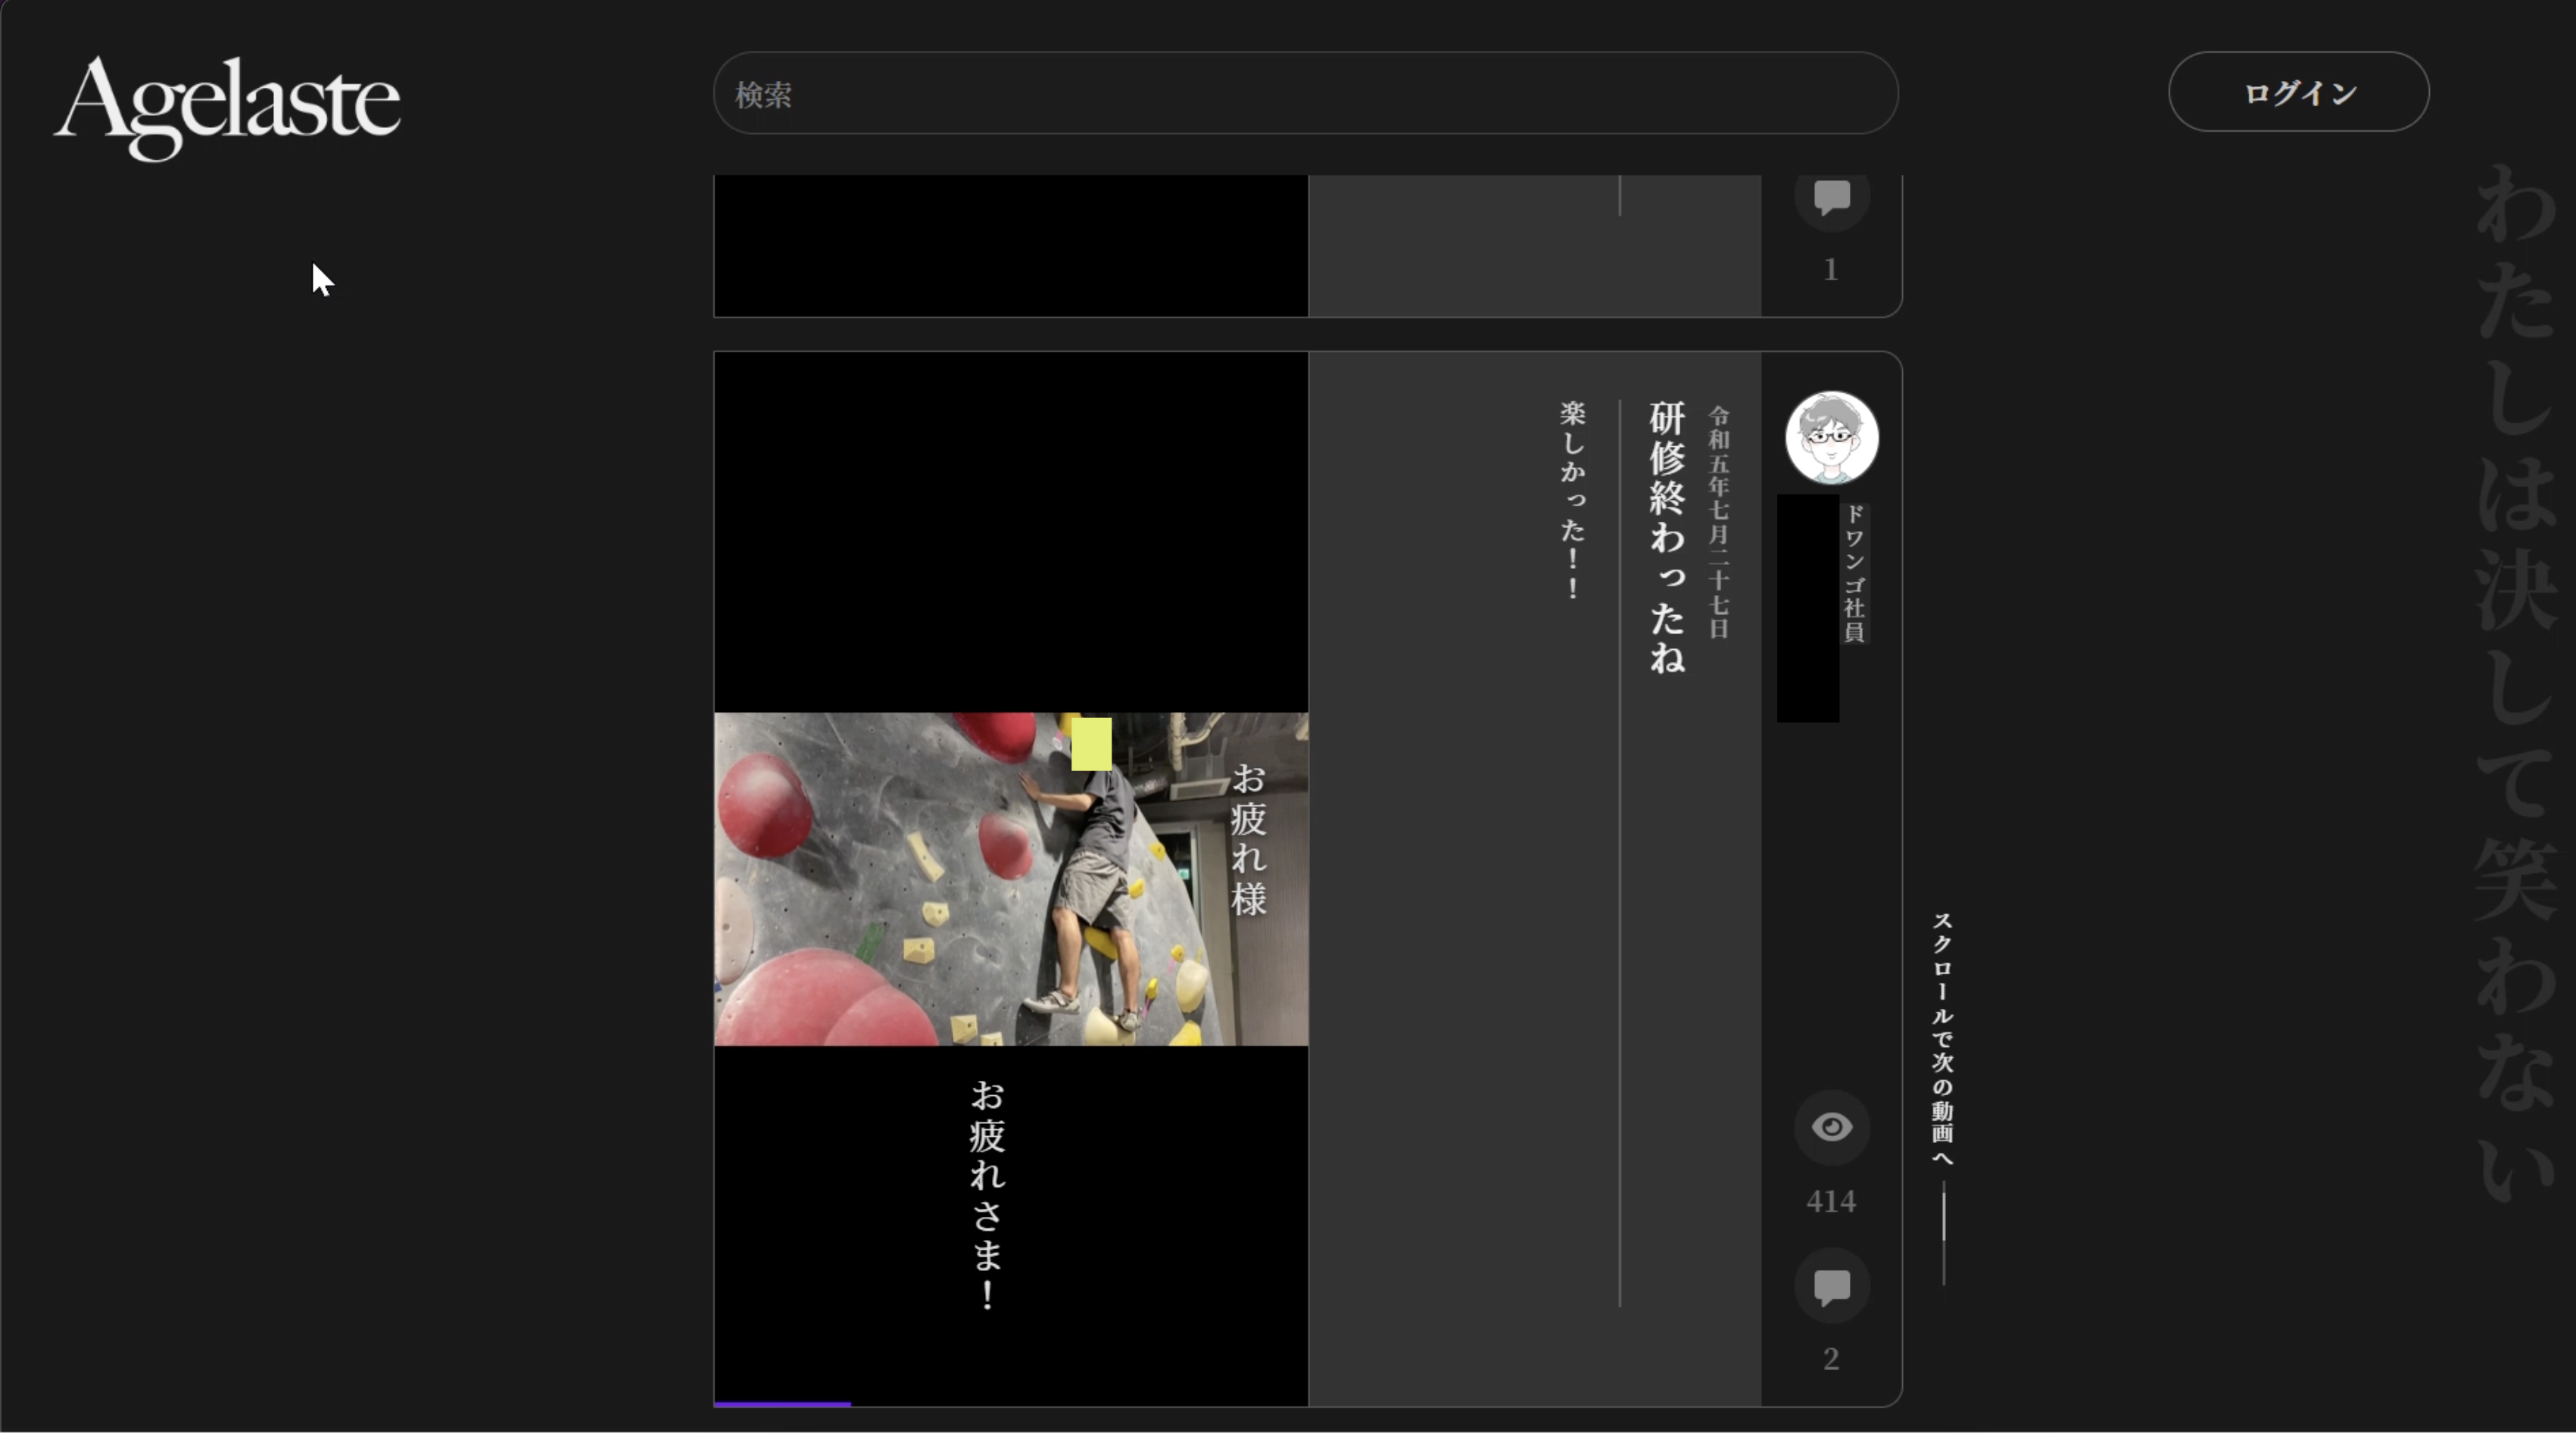 Agelaste
検索
ログイン
1
ドワンゴ社員
令和五年七月二十七日
研修終わったね
楽しかった！！
お疲れ様
お疲れさま！
414
2
スクロールで次の動画へ
わたしは決して笑わない